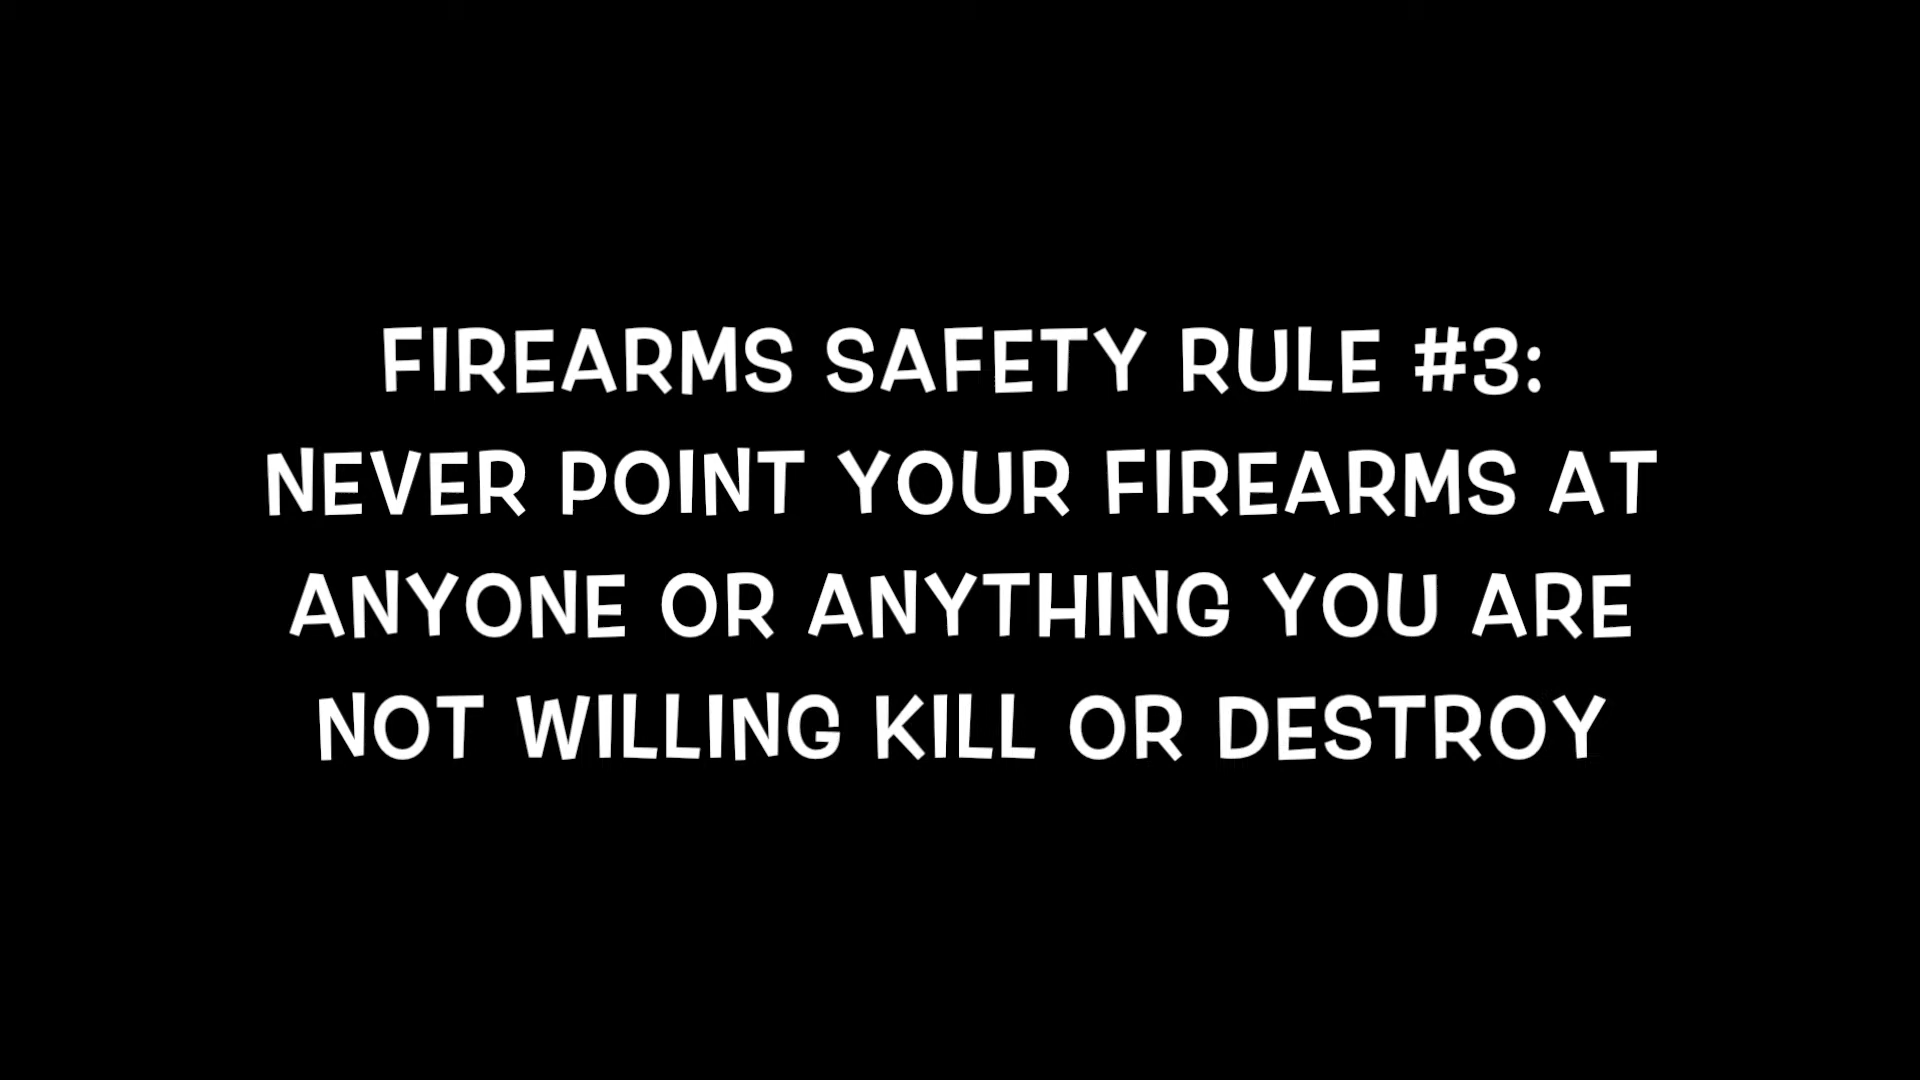 FIREARMS SAFETY RULE #3:
NEVER POINT YOUR FIREARMS AT
ANYONE OR ANYTHING YOU ARE
NOT WILLING KILL OR DESTROY